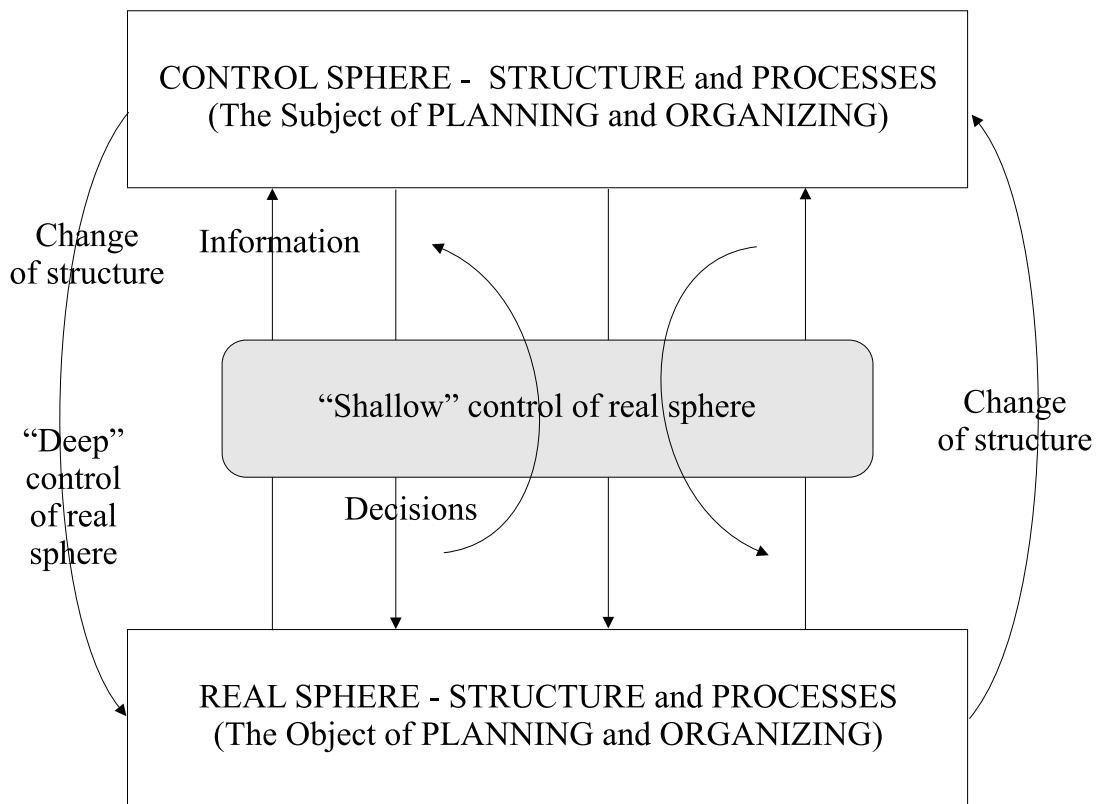 CONTROL SPHERE - STRUCTURE and PROCESSES
(The Subject of PLANNING and ORGANIZING)
Change
of structure
Information
“Shallow” control of real sphere
Change
of structure
“Deep”
control
of real
sphere
Decisions
REAL SPHERE - STRUCTURE and PROCESSES
(The Object of PLANNING and ORGANIZING)